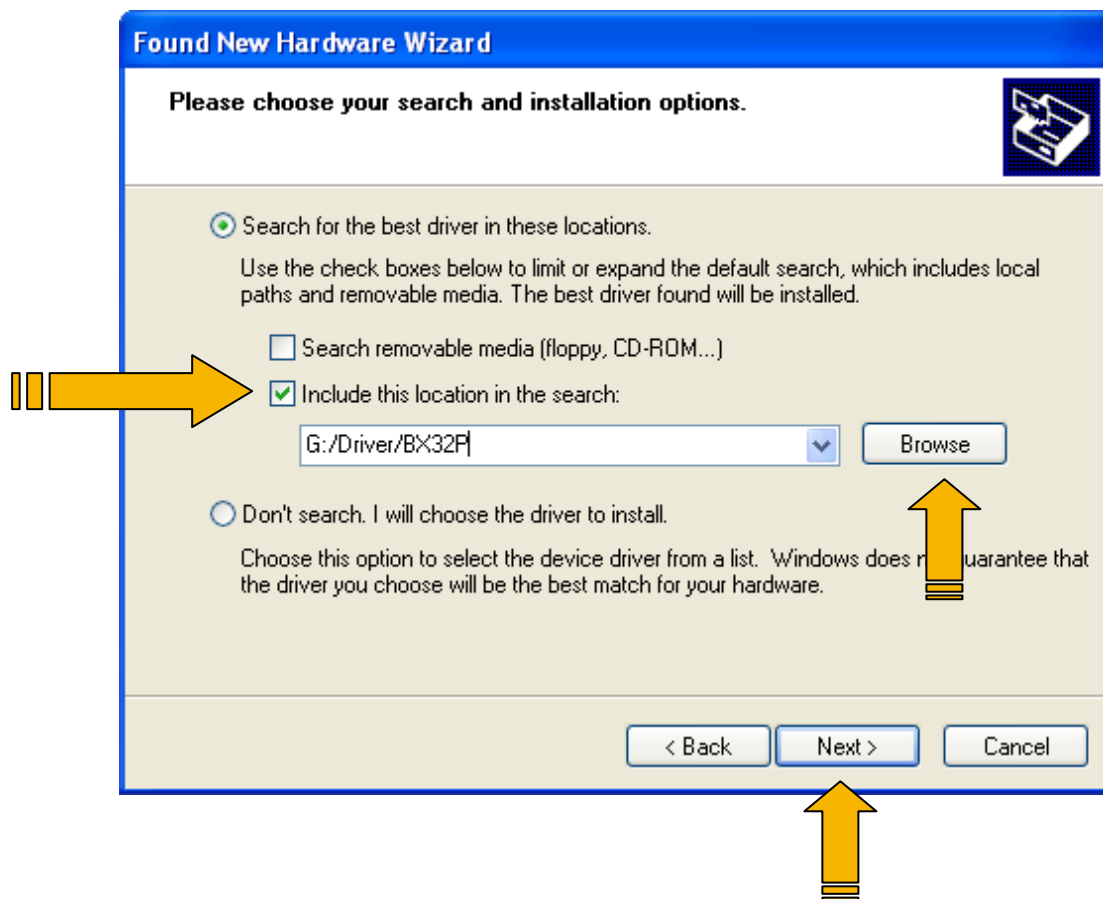 Found New Hardware Wizard
Please choose your search and installation options.
Search for the best driver in these locations.
Use the check boxes below to limit or expand the default search, which includes local
paths and removable media. The best driver found will be installed.
Search removable media (floppy, CD-ROM...)
Include this location in the search:
G:/Driver/BX32P
Browse
Don't search. I will choose the driver to install.
Choose this option to select the device driver from a list. Windows does that
the driver you choose will be the best match for your hardware.
< Back
Next >
Cancel